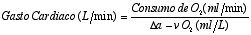 Gasto Cardiaco (L/min) = Consumo de O₂(ml/min) / Δa − v O₂ (ml/L)